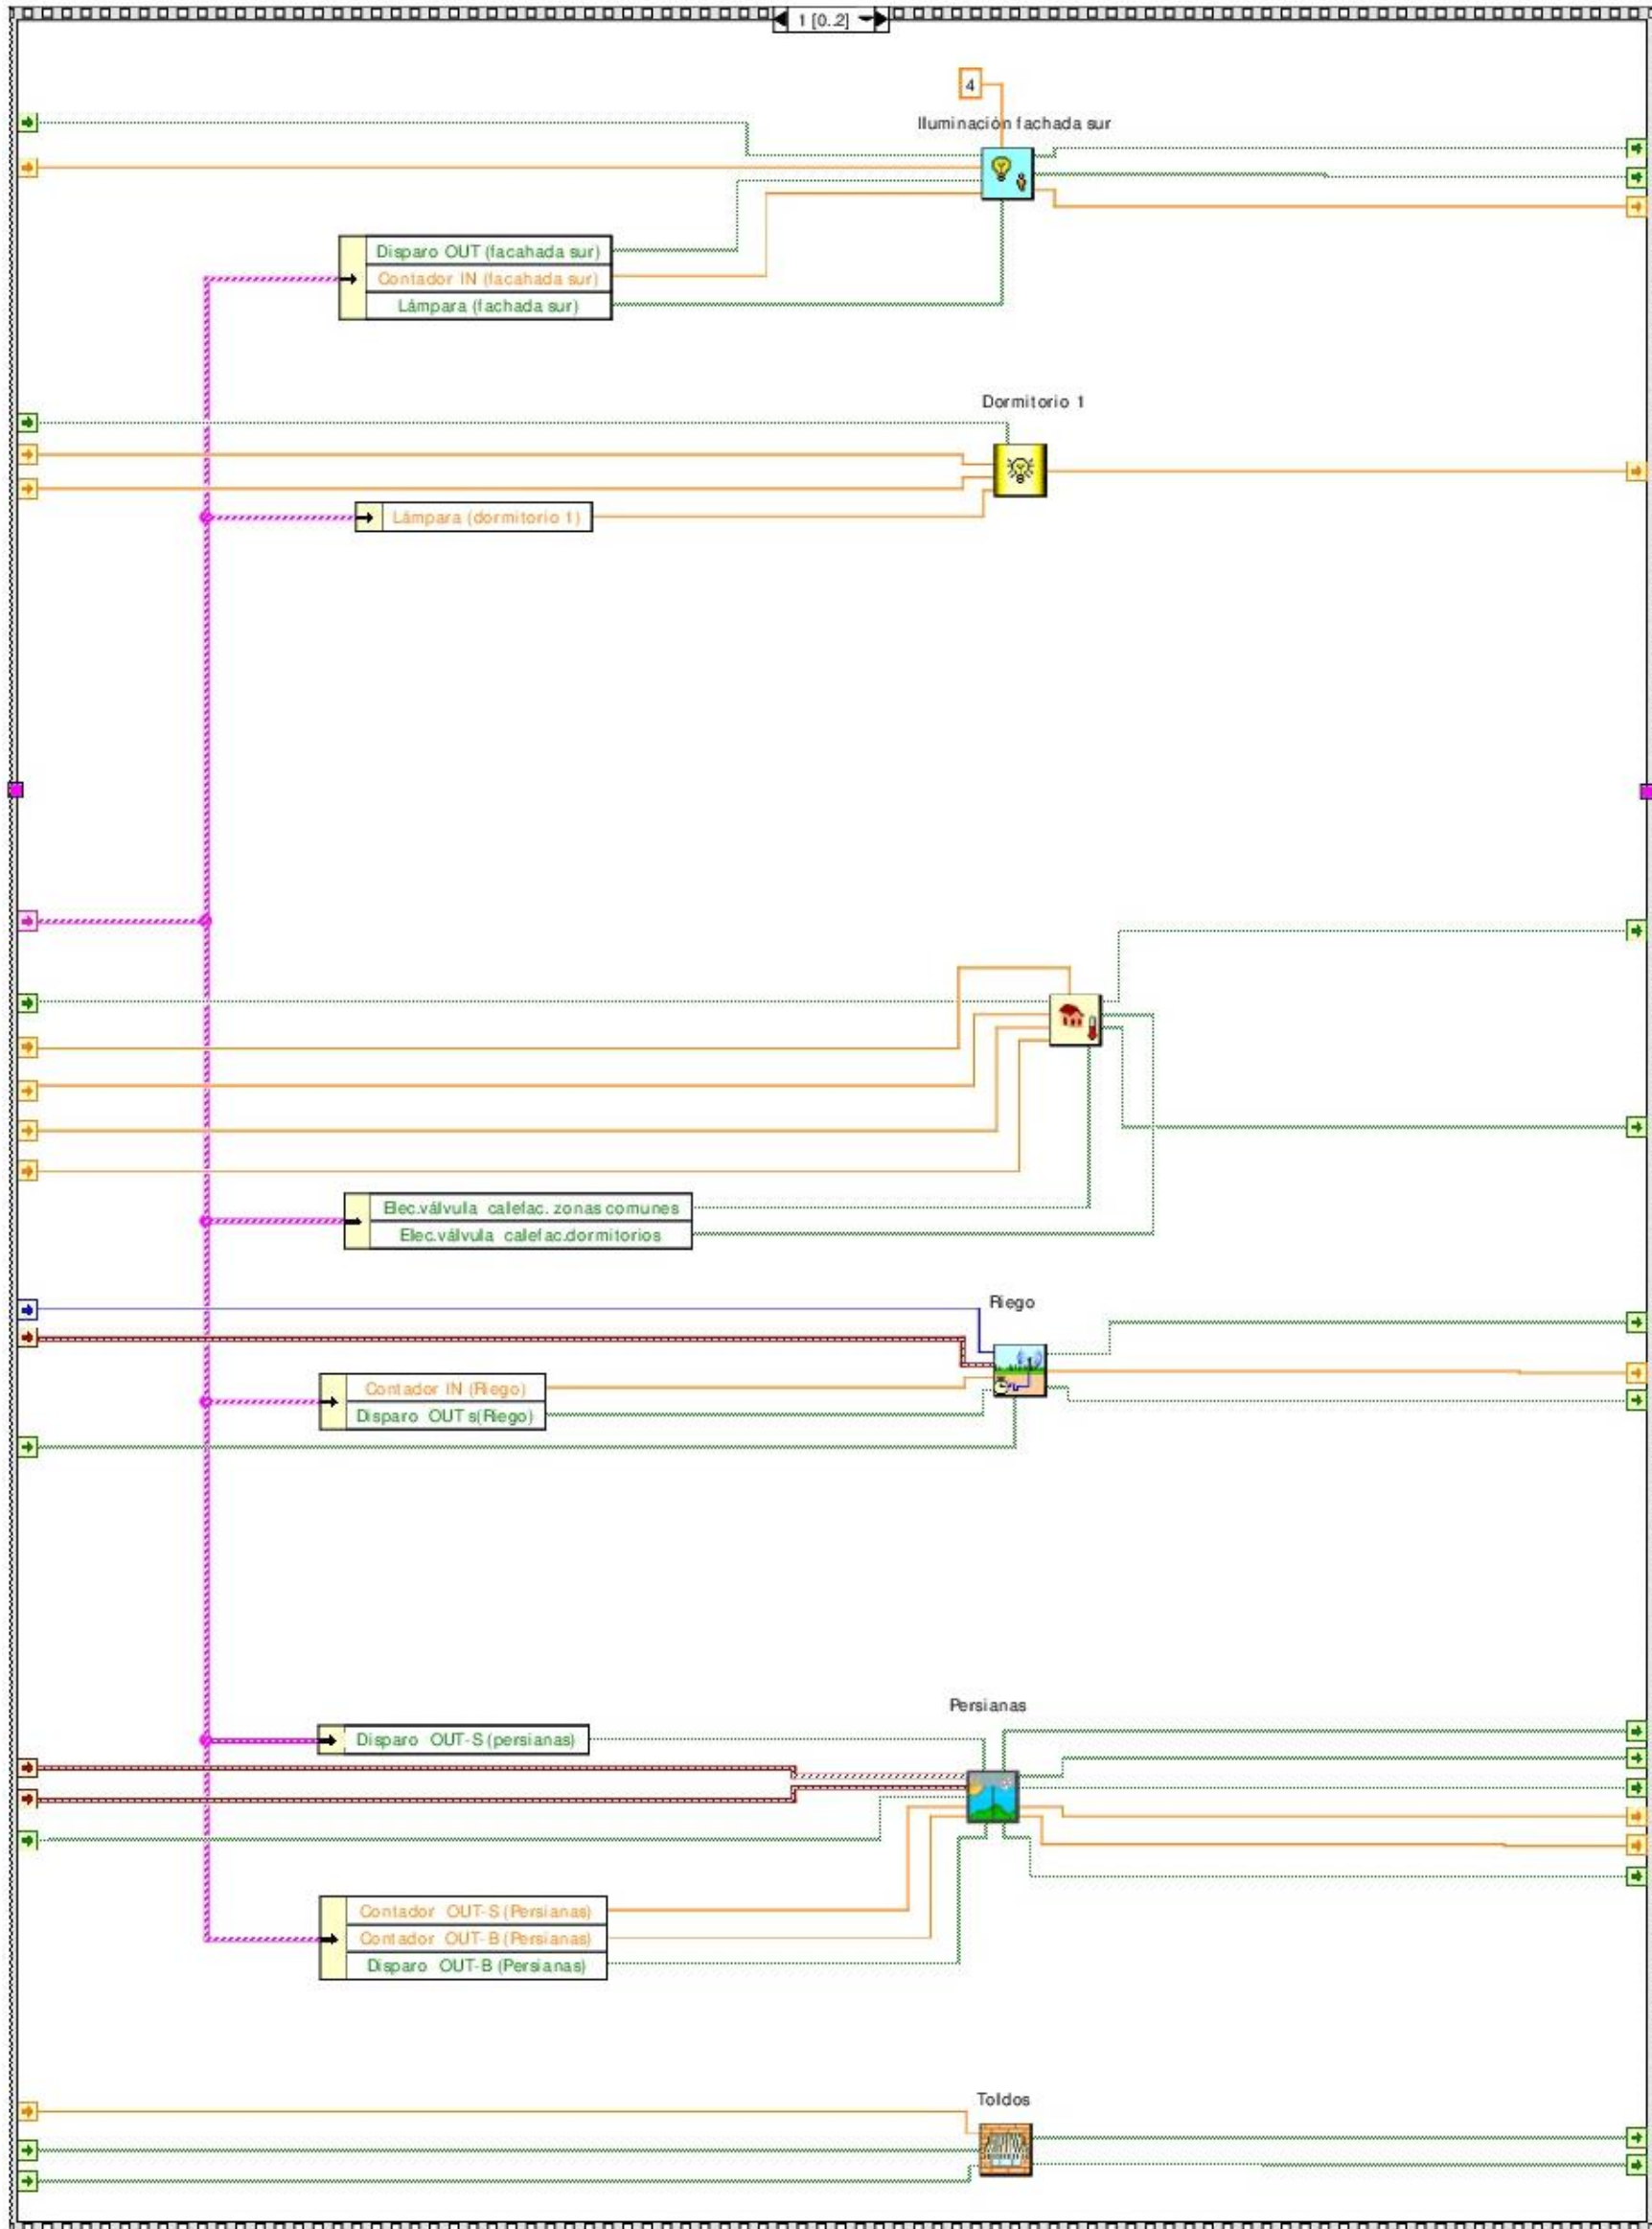 1 [0..2]
4
Iluminación fachada sur
Disparo OUT (facahada sur)
Contador IN (facahada sur)
Lámpara (fachada sur)
Dormitorio 1
Lámpara (dormitorio 1)
Elec.válvula calefac. zonas comunes
Elec.válvula calefac.dormitorios
Riego
Contador IN (Riego)
Disparo OUTs(Riego)
Persianas
Disparo OUT-S (persianas)
Contador OUT-S (Persianas)
Contador OUT-B (Persianas)
Disparo OUT-B (Persianas)
Toldos